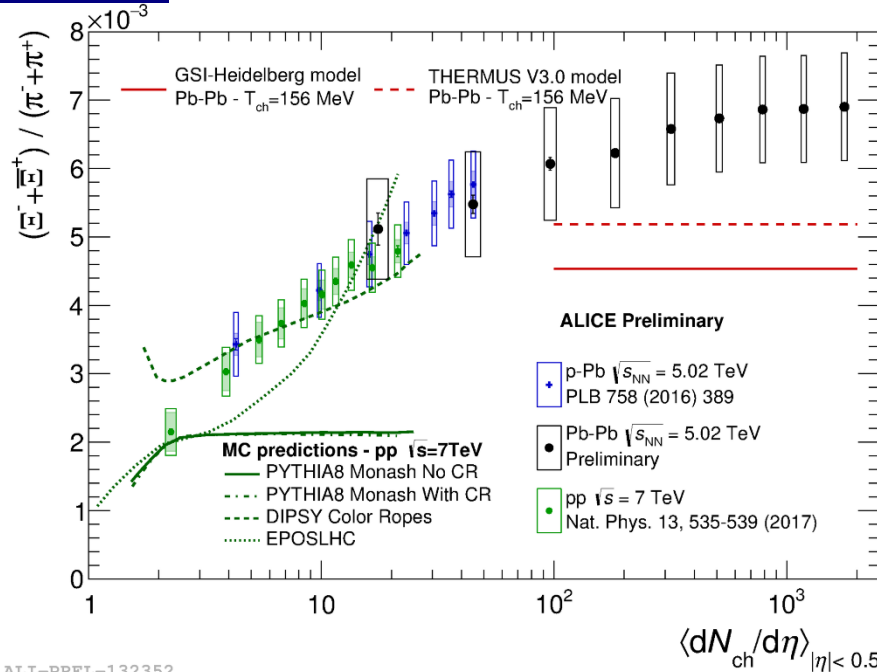 ×10⁻³
(Ξ⁻+Ξ̅⁺) / (π⁻+π⁺)
8
7
6
5
4
3
2
1
0
GSI-Heidelberg model
Pb-Pb - T_ch=156 MeV
THERMUS V3.0 model
Pb-Pb - T_ch=156 MeV
ALICE Preliminary
p-Pb √s_NN = 5.02 TeV
PLB 758 (2016) 389
Pb-Pb √s_NN = 5.02 TeV
Preliminary
pp √s = 7 TeV
Nat. Phys. 13, 535-539 (2017)
MC predictions - pp √s=7TeV
PYTHIA8 Monash No CR
PYTHIA8 Monash With CR
DIPSY Color Ropes
EPOSLHC
1
10
10²
10³
⟨dN_ch/dη⟩_|η|< 0.5
ALI-PREL-132352